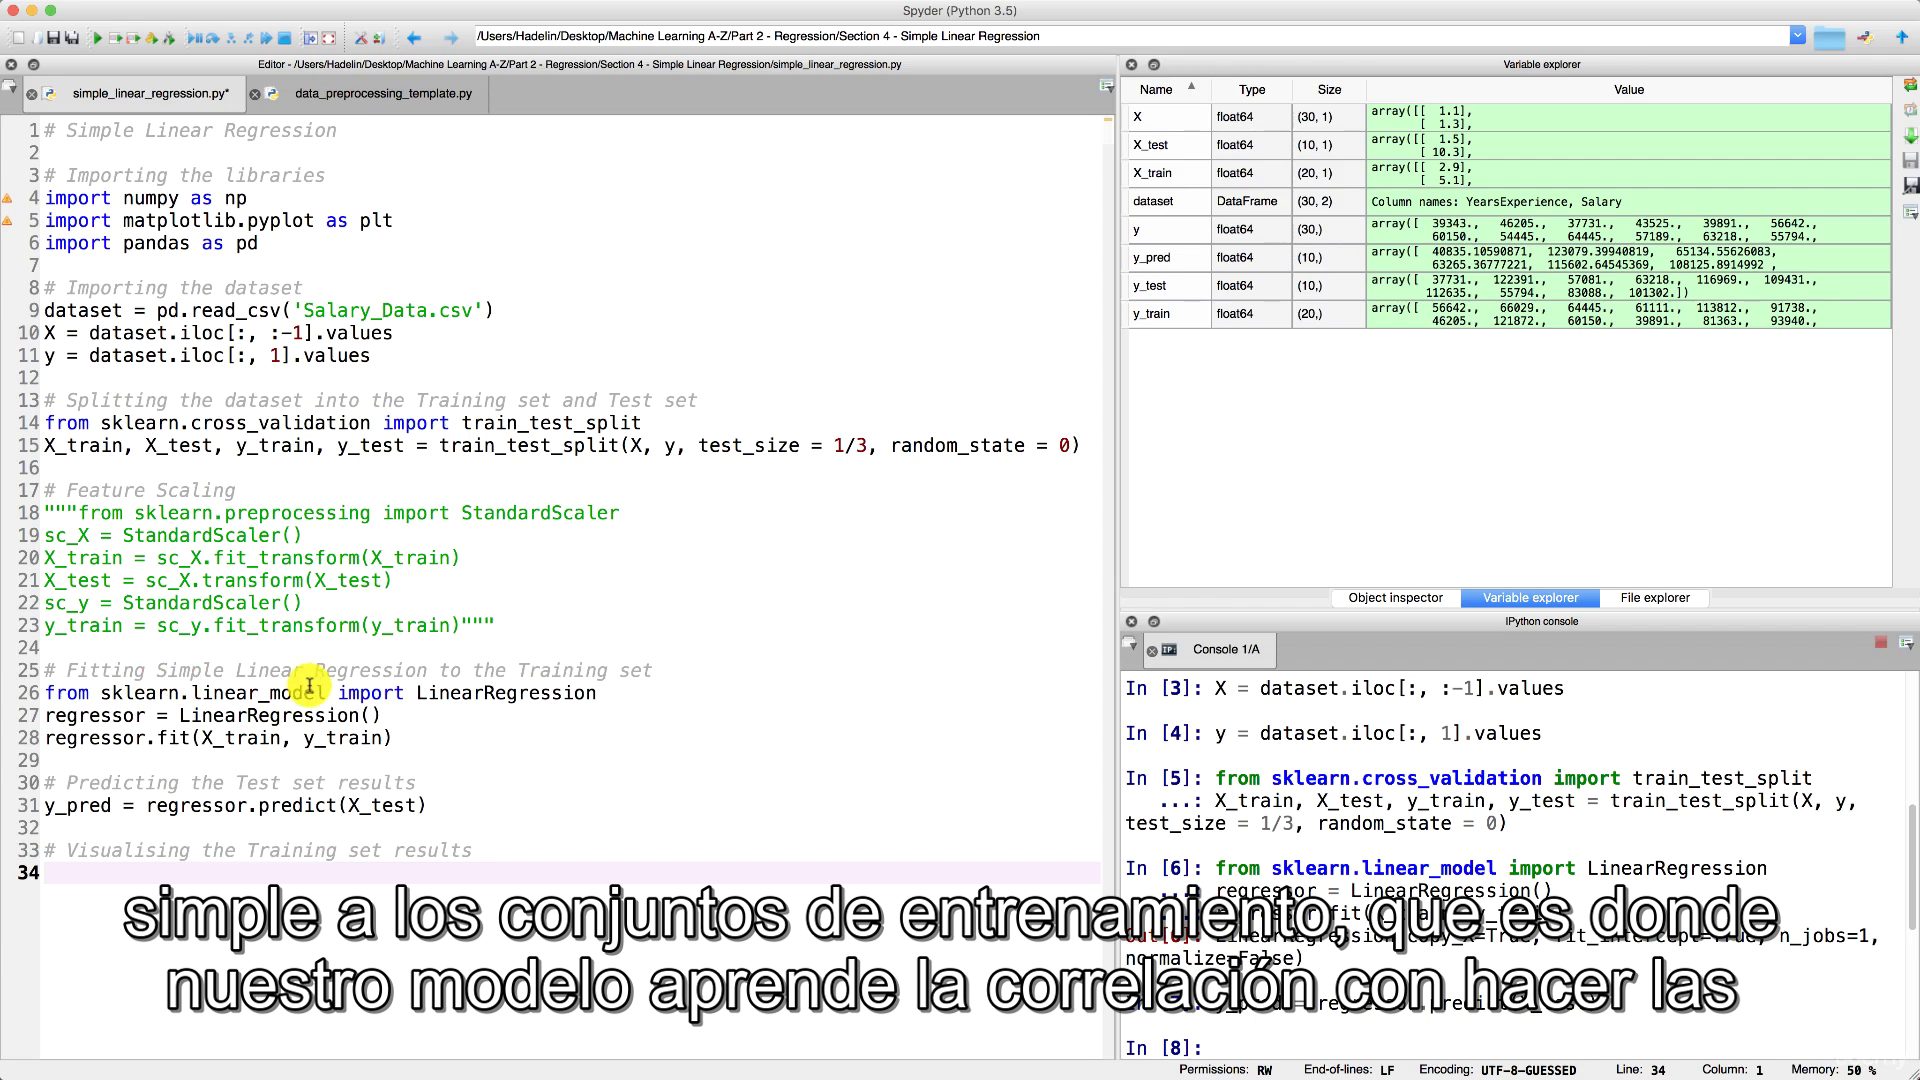 Spyder (Python 3.5)
/Users/Hadelin/Desktop/Machine Learning A-Z/Part 2 - Regression/Section 4 - Simple Linear Regression
Editor - /Users/Hadelin/Desktop/Machine Learning A-Z/Part 2 - Regression/Section 4 - Simple Linear Regression/simple_linear_regression.py
simple_linear_regression.py*
data_preprocessing_template.py
1 # Simple Linear Regression
2
3 # Importing the libraries
4 import numpy as np
5 import matplotlib.pyplot as plt
6 import pandas as pd
7
8 # Importing the dataset
9 dataset = pd.read_csv('Salary_Data.csv')
10 X = dataset.iloc[:, :-1].values
11 y = dataset.iloc[:, 1].values
12
13 # Splitting the dataset into the Training set and Test set
14 from sklearn.cross_validation import train_test_split
15 X_train, X_test, y_train, y_test = train_test_split(X, y, test_size = 1/3, random_state = 0)
16
17 # Feature Scaling
18 """from sklearn.preprocessing import StandardScaler
19 sc_X = StandardScaler()
20 X_train = sc_X.fit_transform(X_train)
21 X_test = sc_X.transform(X_test)
22 sc_y = StandardScaler()
23 y_train = sc_y.fit_transform(y_train)"""
24
25 # Fitting Simple Linear Regression to the Training set
26 from sklearn.linear_model import LinearRegression
27 regressor = LinearRegression()
28 regressor.fit(X_train, y_train)
29
30 # Predicting the Test set results
31 y_pred = regressor.predict(X_test)
32
33 # Visualising the Training set results
34
Variable explorer
Name Type Size Value
X float64 (30, 1) array([[ 1.1],
[ 1.3],
X_test float64 (10, 1) array([[ 1.5],
[ 10.3],
X_train float64 (20, 1) array([[ 2.9],
[ 5.1],
dataset DataFrame (30, 2) Column names: YearsExperience, Salary
y float64 (30,) array([ 39343., 46205., 37731., 43525., 39891., 56642.,
60150., 54445., 64445., 57189., 63218., 55794.,
y_pred float64 (10,) array([ 40835.10590871, 123079.39940819, 65134.55626083,
63265.36777221, 115602.64545369, 108125.8914992 ,
y_test float64 (10,) array([ 37731., 122391., 57081., 63218., 116969., 109431.,
112635., 55794., 83088., 101302.])
y_train float64 (20,) array([ 56642., 66029., 64445., 61111., 113812., 91738.,
46205., 121872., 60150., 39891., 81363., 93940.,
Object inspector Variable explorer File explorer
IPython console
Console 1/A
In [3]: X = dataset.iloc[:, :-1].values
In [4]: y = dataset.iloc[:, 1].values
In [5]: from sklearn.cross_validation import train_test_split
...: X_train, X_test, y_train, y_test = train_test_split(X, y,
test_size = 1/3, random_state = 0)
In [6]: from sklearn.linear_model import LinearRegression
regressor = LinearRegression()
n_jobs=1,
normalize=False)
In [8]:
simple a los conjuntos de entrenamiento, que es donde
nuestro modelo aprende la correlación con hacer las
Permissions: RW End-of-lines: LF Encoding: UTF-8-GUESSED Line: 34 Column: 1 Memory: 50 %